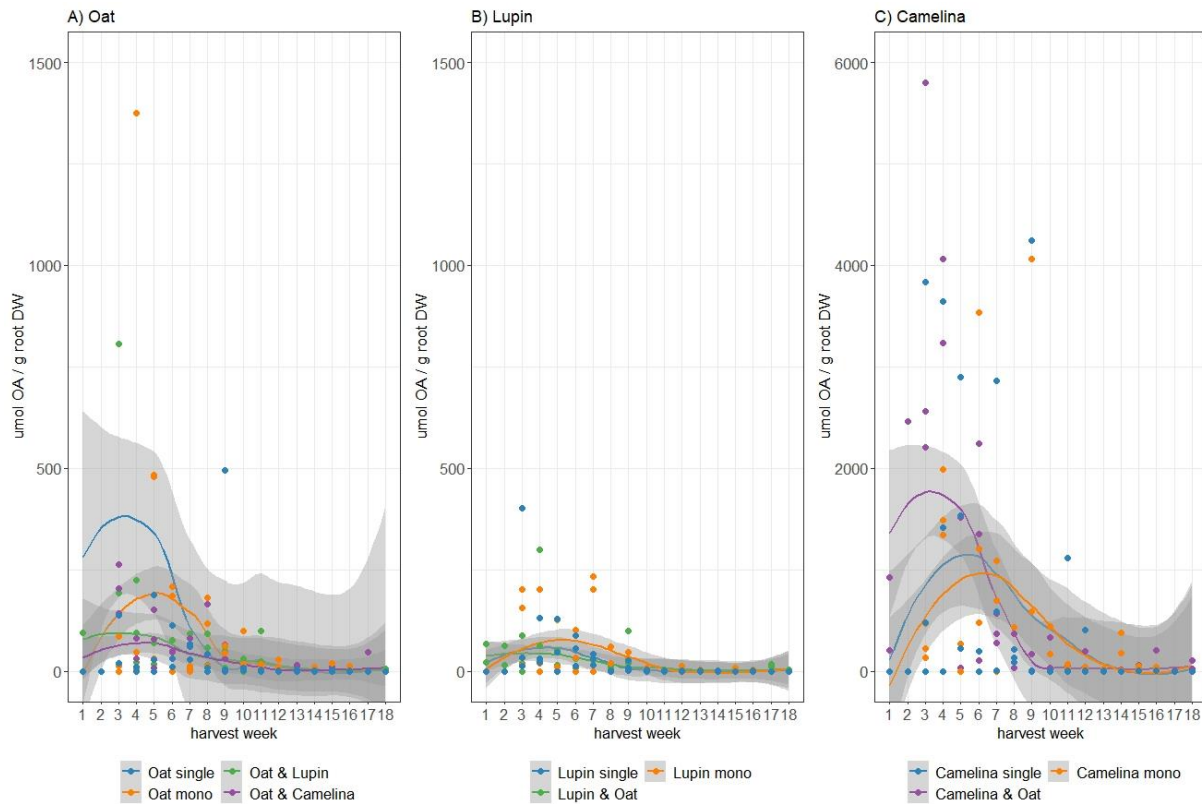 A) Oat
B) Lupin
C) Camelina
umol OA / g root DW
1500
1000
500
0
1 2 3 4 5 6 7 8 9 10 11 12 13 14 15 16 17 18
harvest week
Oat single
Oat & Lupin
Oat mono
Oat & Camelina
umol OA / g root DW
1500
1000
500
0
1 2 3 4 5 6 7 8 9 10 11 12 13 14 15 16 17 18
harvest week
Lupin single
Lupin mono
Lupin & Oat
umol OA / g root DW
6000
4000
2000
0
1 2 3 4 5 6 7 8 9 10 11 12 13 14 15 16 17 18
harvest week
Camelina single
Camelina mono
Camelina & Oat